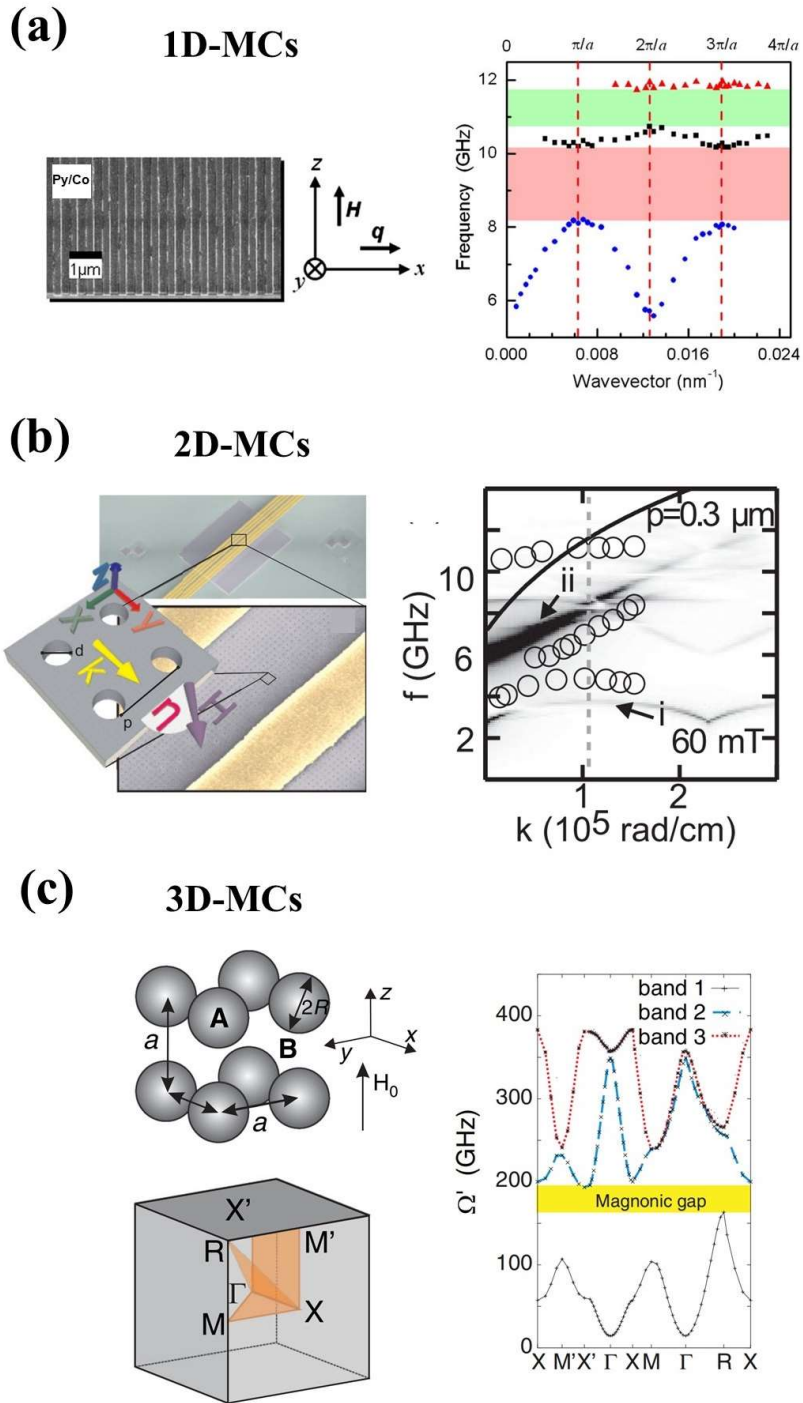 (a)
1D-MCs
Py/Co
1μm
z
H
q
y
x
0 π/a 2π/a 3π/a 4π/a
12
10
8
6
Frequency (GHz)
0.000 0.008 0.016 0.024
Wavevector (nm⁻¹)
(b)
2D-MCs
Z
X
Y
k
d
p
n
H
p=0.3 μm
ii
i
60 mT
10
6
2
f (GHz)
1 2
k (10⁵ rad/cm)
(c)
3D-MCs
A
2R
B
a
a
z
x
y
H₀
X'
R
M'
Γ
M
X
band 1
band 2
band 3
400
300
200
100
0
Ω' (GHz)
Magnonic gap
X M' X' Γ X M Γ R X